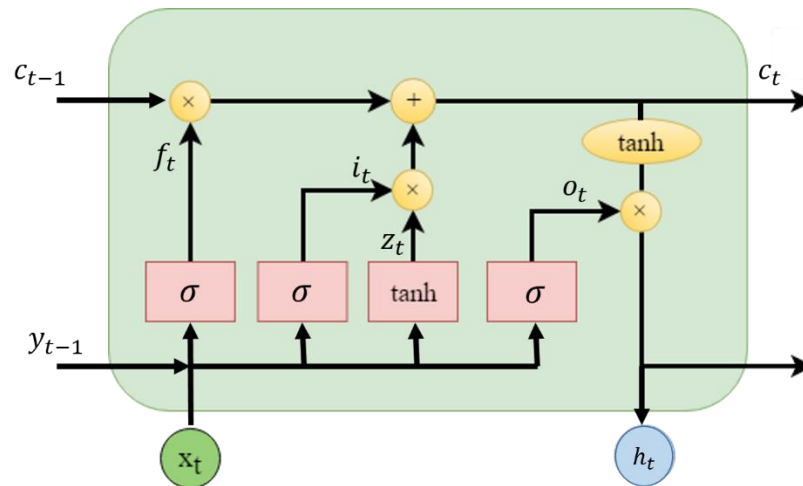 c_{t-1}
c_t
×
+
tanh
f_t
i_t
×
o_t
×
z_t
σ
σ
tanh
σ
y_{t-1}
x_t
h_t